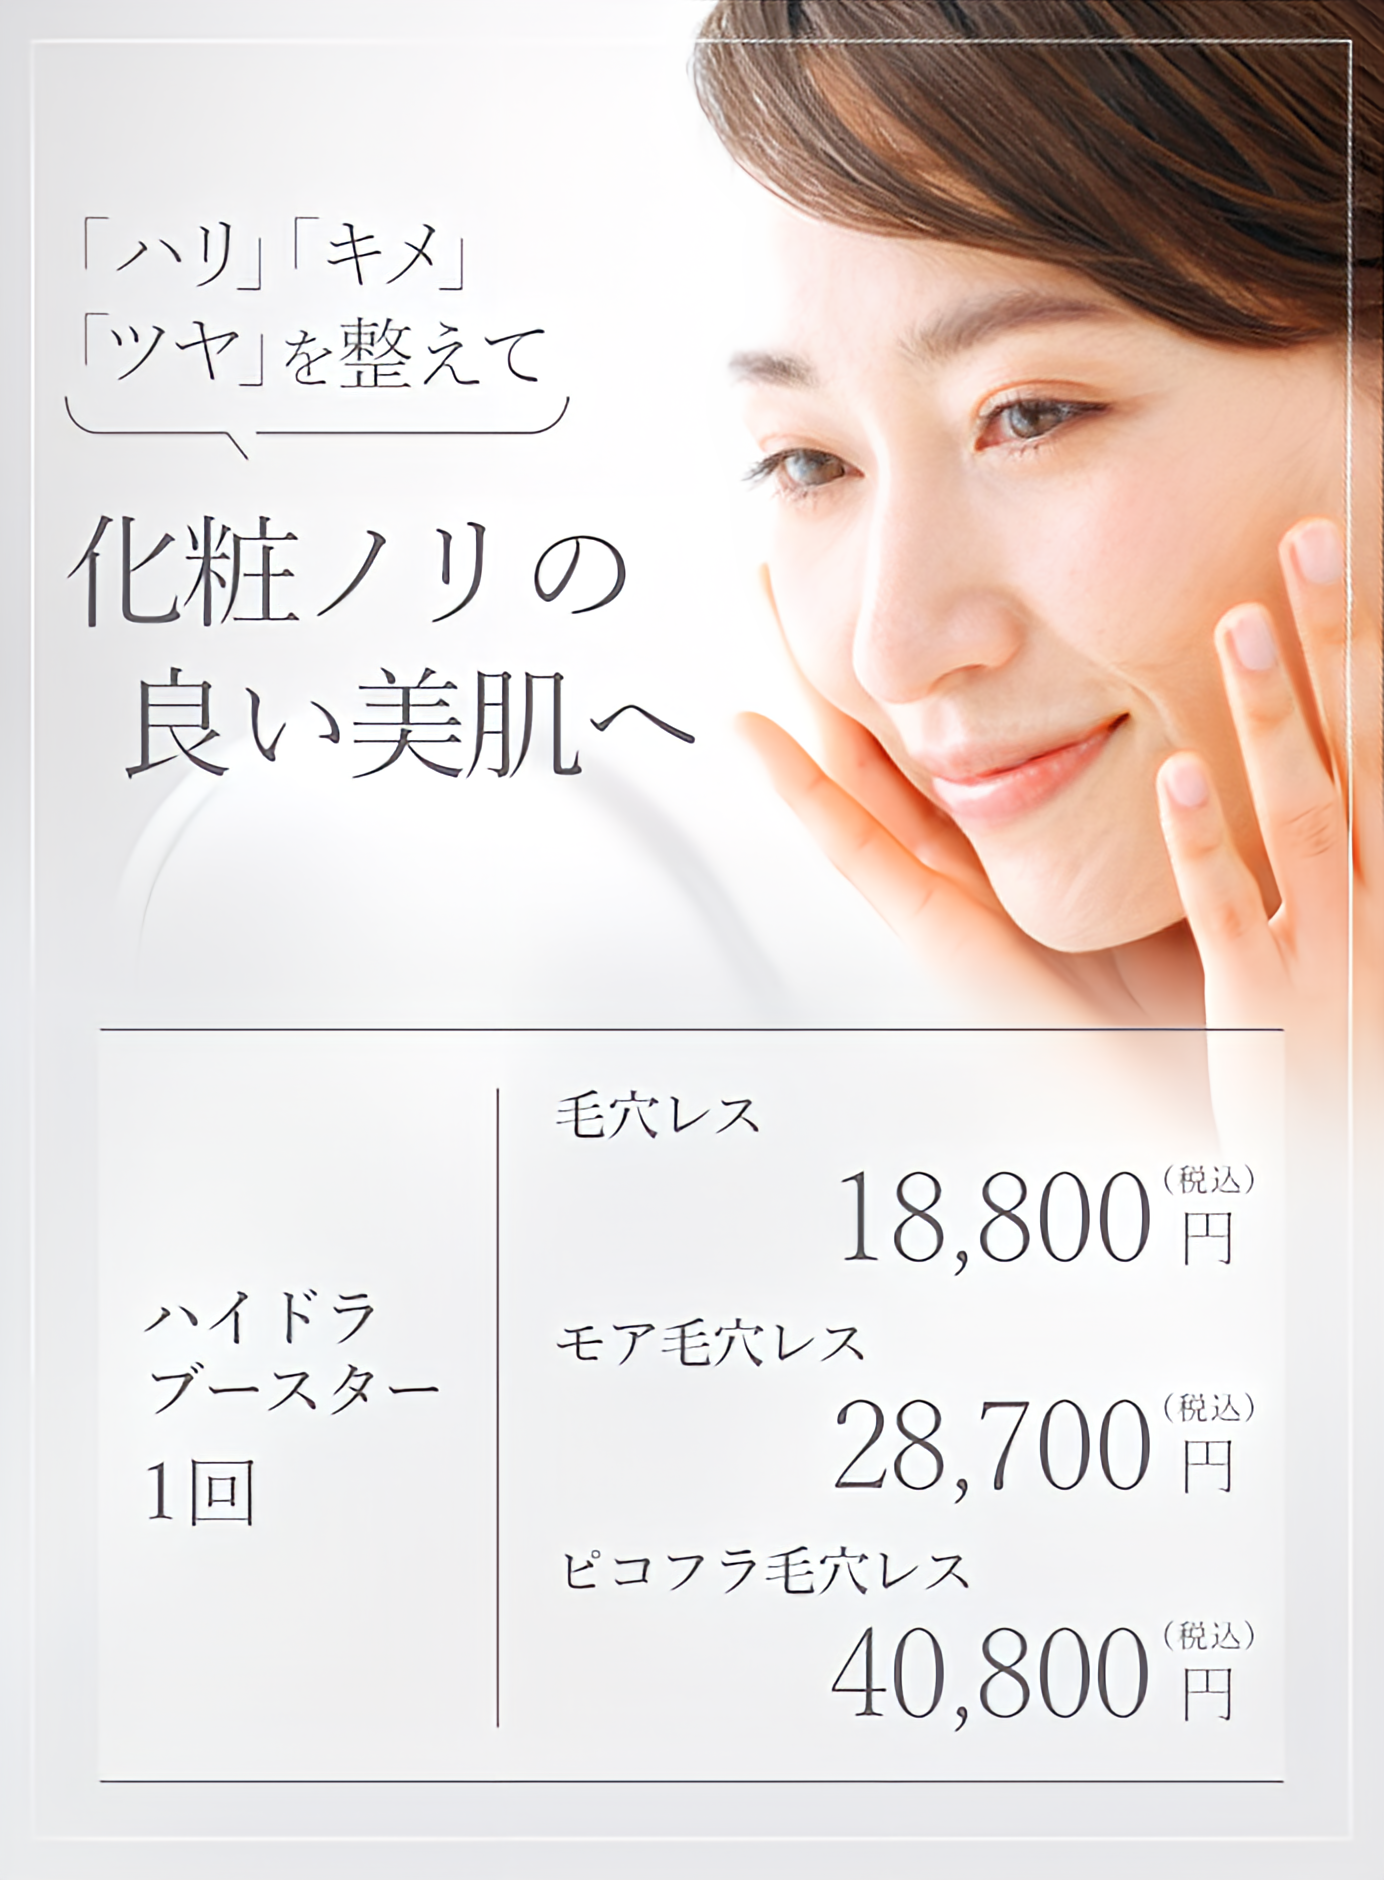 「ハリ」「キメ」
「ツヤ」を整えて
化粧ノリの
良い美肌へ
ハイドラ
ブースター
1回
毛穴レス
18,800円(税込)
モア毛穴レス
28,700円(税込)
ピコフラ毛穴レス
40,800円(税込)